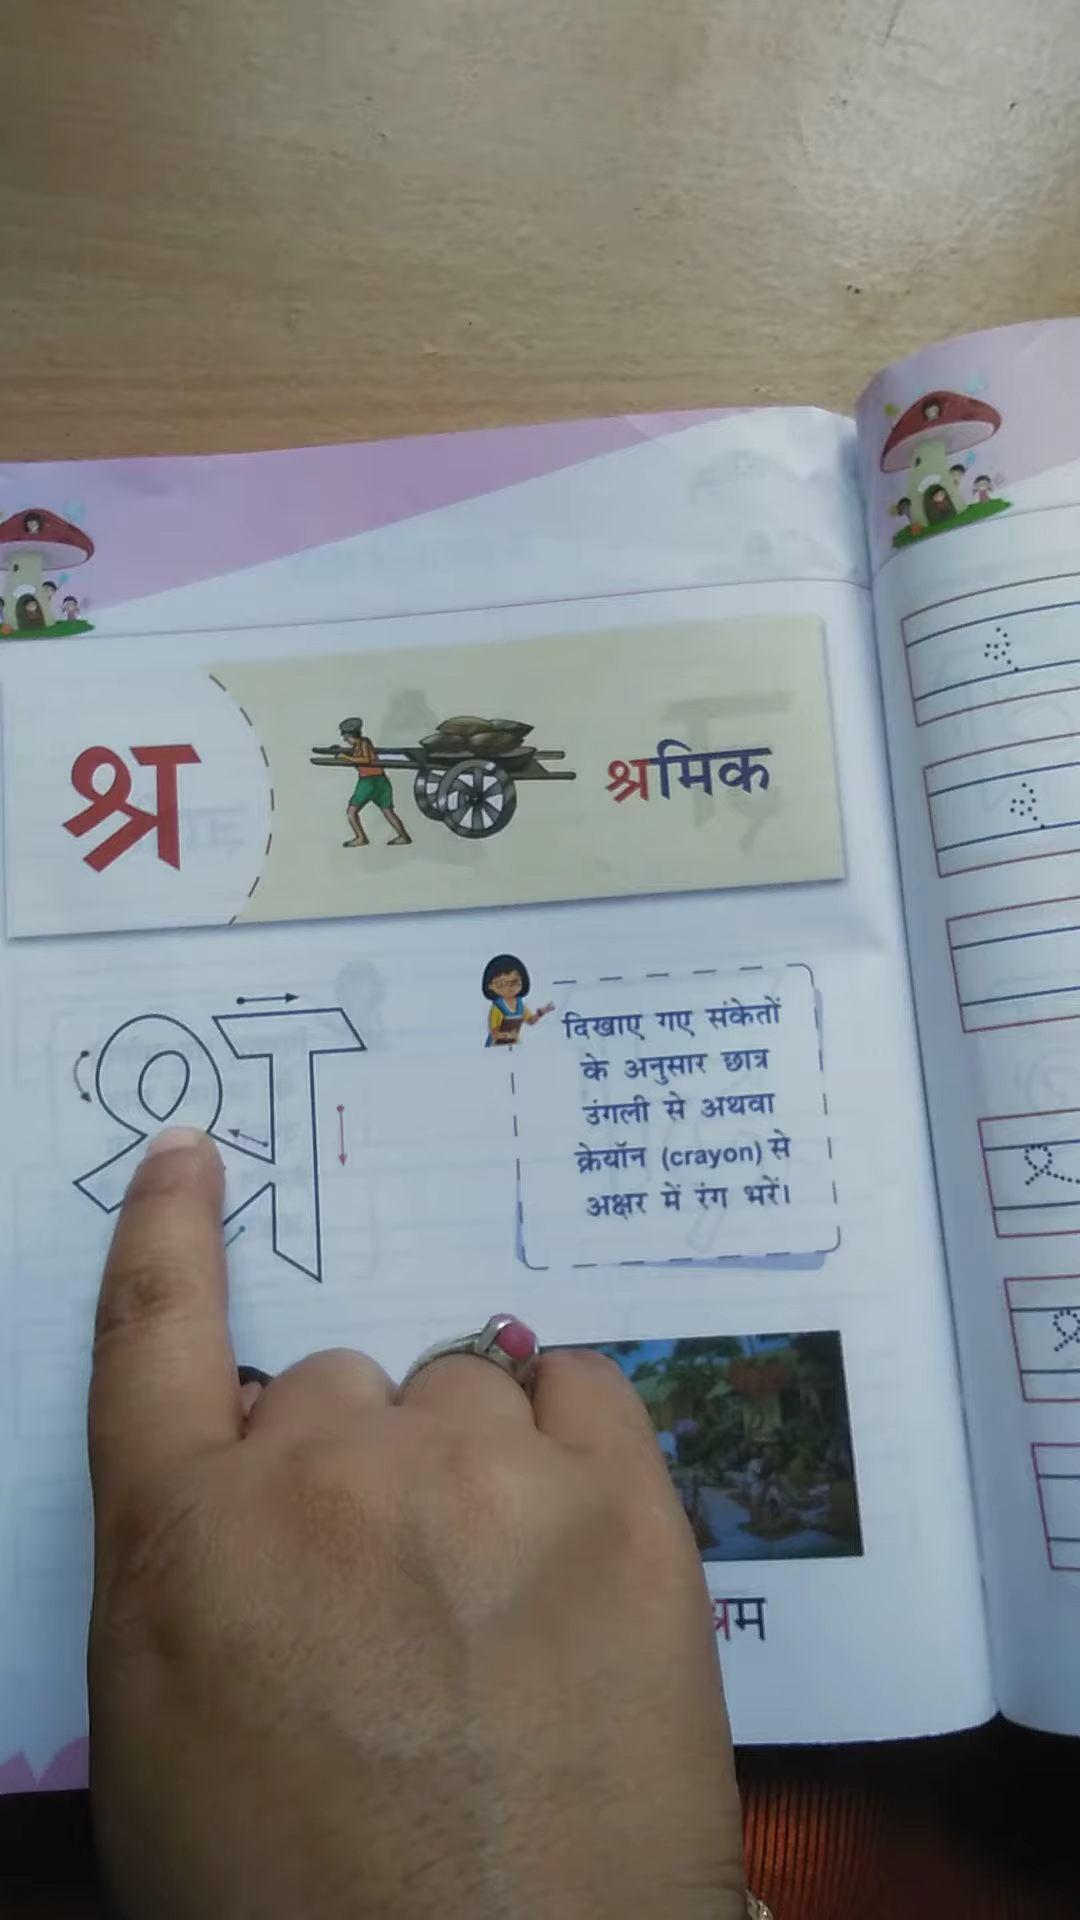 श्र
श्रमिक
श्र
दिखाए गए संकेतों
के अनुसार छात्र
उंगली से अथवा
क्रेयॉन (crayon) से
अक्षर में रंग भरें।